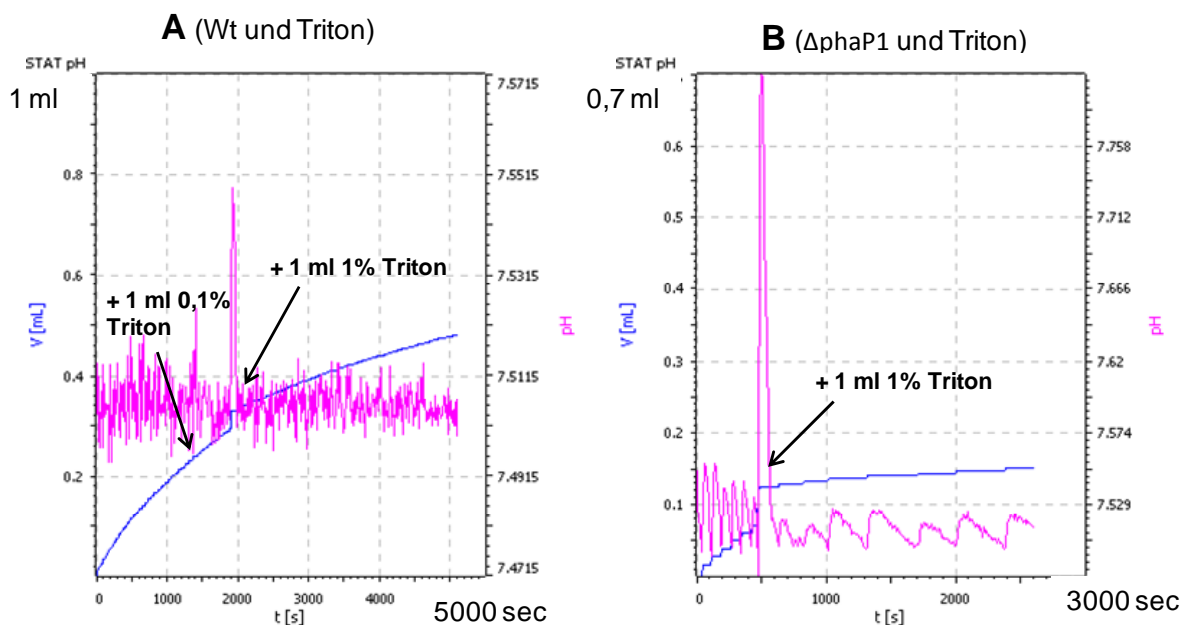 A (Wt und Triton)
STAT pH
1 ml
7.5715
0.8
7.5515
+ 1 ml 1% Triton
0.6
7.5315
+ 1 ml 0,1%
Triton
V [mL]
pH
0.4
7.5115
0.2
7.4915
7.4715
0
1000
2000
3000
4000
5000 sec
t [s]
B (ΔphaP1 und Triton)
STAT pH
0,7 ml
0.6
7.758
0.5
7.712
0.4
7.666
V [mL]
pH
0.3
7.62
+ 1 ml 1% Triton
0.2
7.574
0.1
7.529
0
1000
2000
3000 sec
t [s]